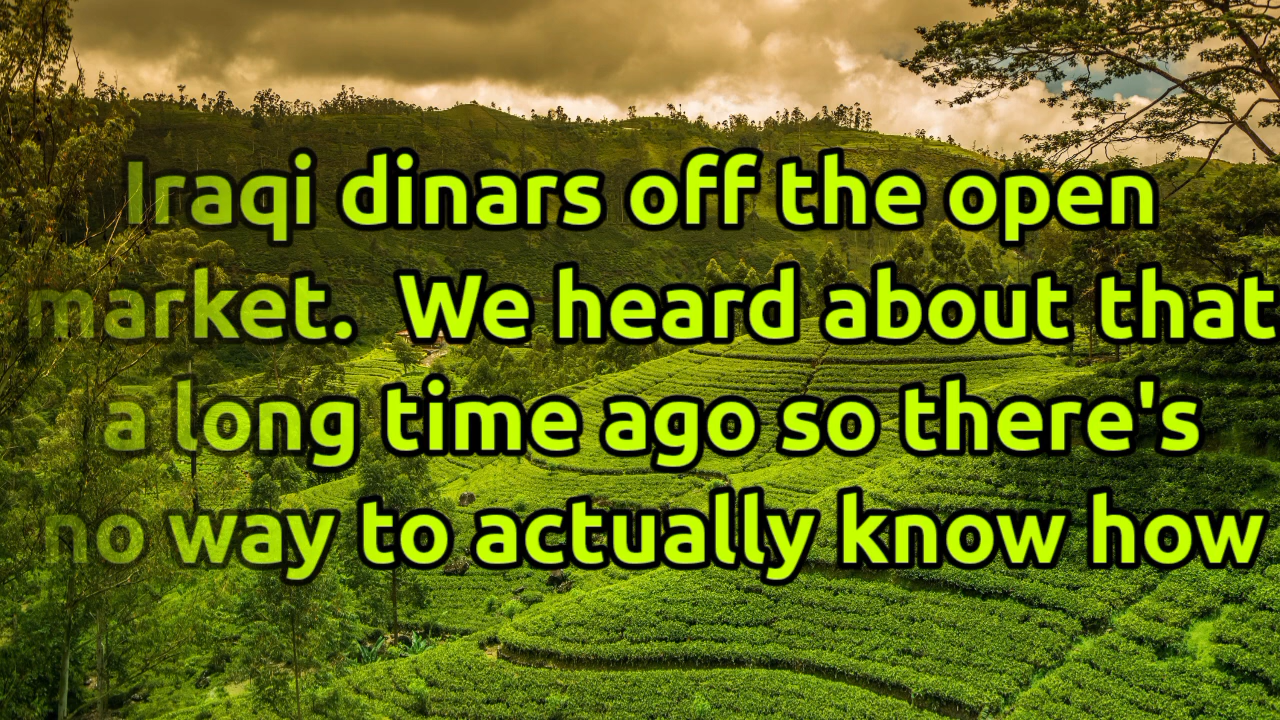 Iraqi dinars off the open
market.  We heard about that
a long time ago so there's
no way to actually know how